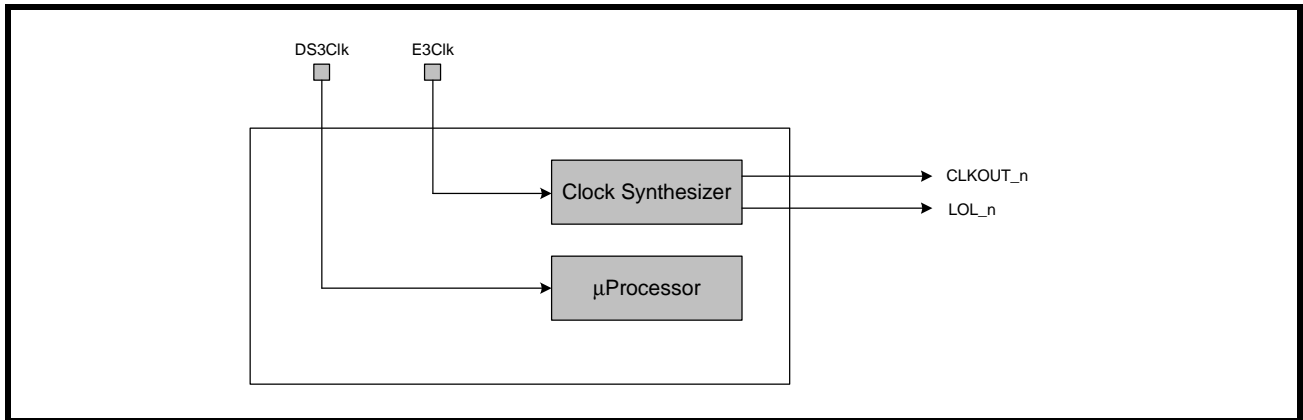 DS3Clk
E3Clk
Clock Synthesizer
CLKOUT_n
LOL_n
μProcessor